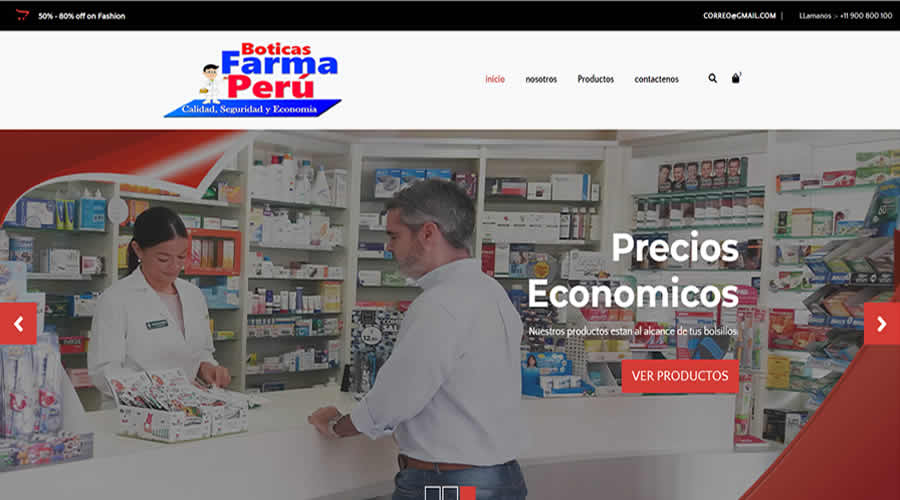 50% - 80% off on Fashion
CORREO@GMAIL.COM | LLamanos :- +11 900 800 100
Boticas
Farma
Perú
Calidad, Seguridad y Economia
inicio nosotros Productos contactenos
Precios
Economicos
Nuestros productos estan al alcance de tus bolsillos
VER PRODUCTOS